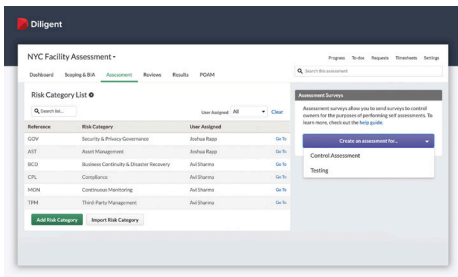 Diligent
NYC Facility Assessment
Progress To-do Requests Timesheets Settings
Dashboard Scoping & BIA Assessment Reviews Results POAM
Search this assessment
Risk Category List
Search list...
User Assigned All Clear
Reference Risk Category User Assigned
GOV Security & Privacy Governance Joshua Rapp Go To
AST Asset Management Joshua Rapp Go To
BCD Business Continuity & Disaster Recovery Avi Sharma Go To
CPL Compliance Avi Sharma Go To
MON Continuous Monitoring Avi Sharma Go To
TPM Third-Party Management Avi Sharma Go To
Add Risk Category Import Risk Category
Assessment Surveys
Assessment surveys allow you to send surveys to control
owners for the purposes of performing self assessments. To
learn more, check out the help guide.
Create an assessment for...
Control Assessment
Testing